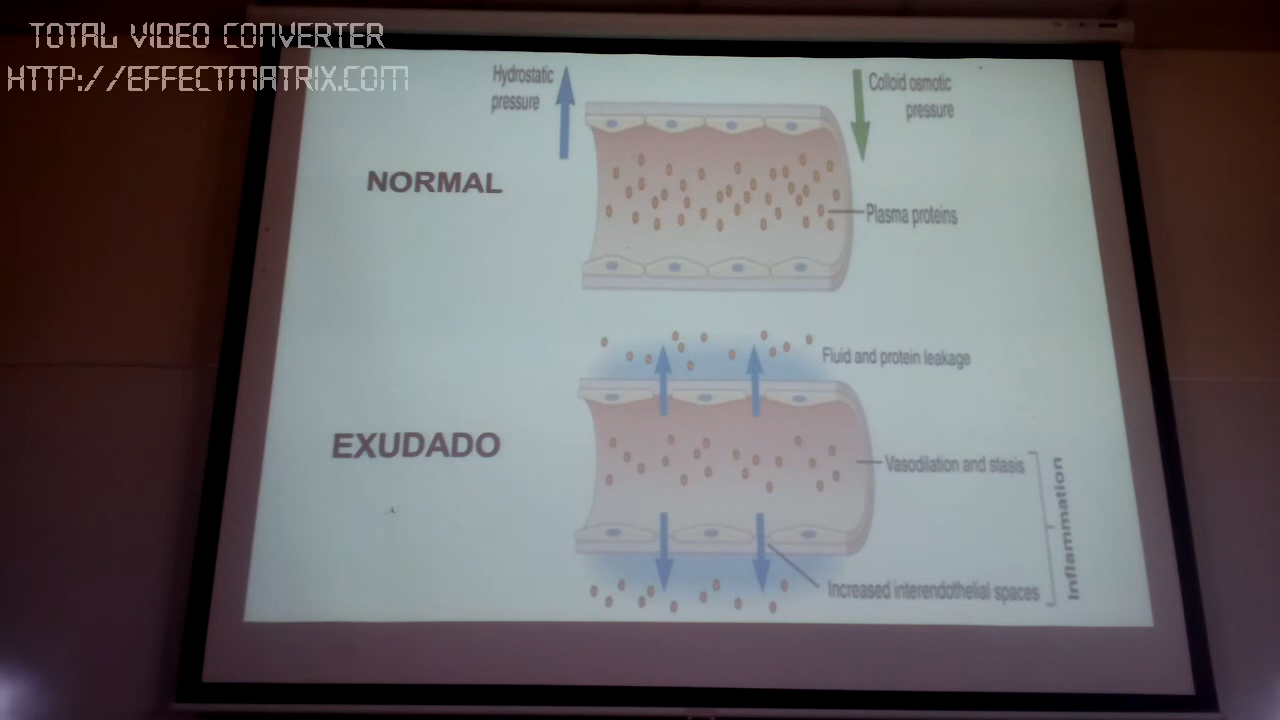 TOTAL VIDEO CONVERTER
HTTP://EFFECTMATRIX.COM
Hydrostatic
pressure
Colloid osmotic
pressure
NORMAL
Plasma proteins
Fluid and protein leakage
EXUDADO
Vasodilation and stasis
Inflammation
Increased interendothelial spaces